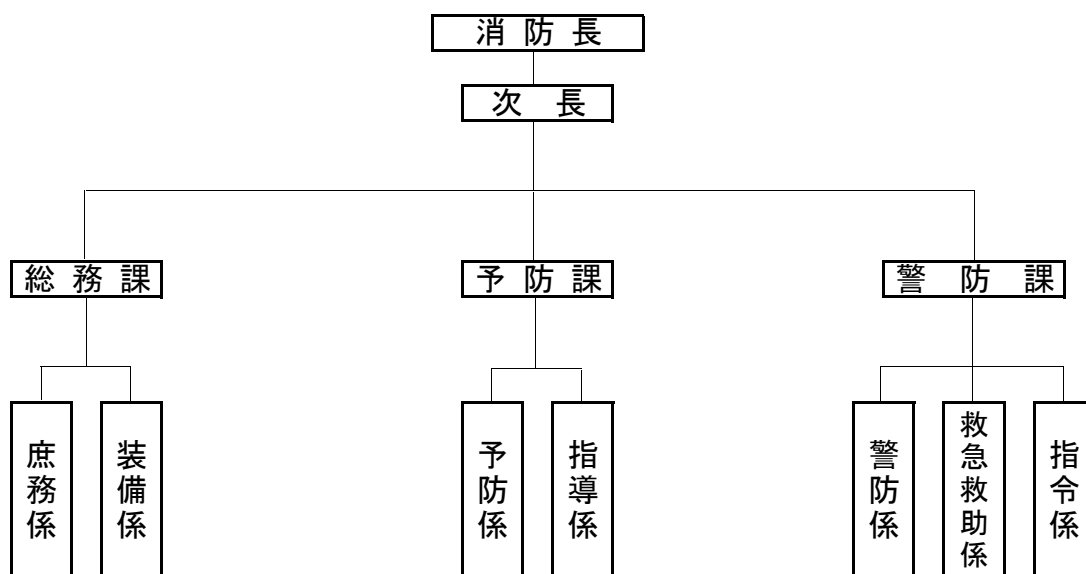 消防長
次長
総務課
予防課
警防課
庶務係
装備係
予防係
指導係
警防係
救急救助係
指令係